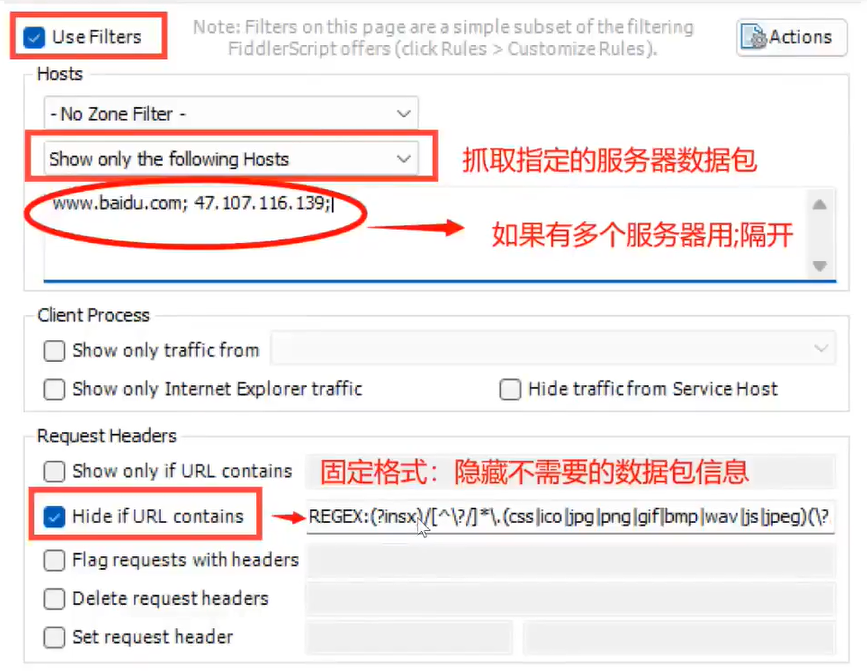 Use Filters
Note: Filters on this page are a simple subset of the filtering
FiddlerScript offers (click Rules > Customize Rules).
Actions
Hosts
- No Zone Filter -
Show only the following Hosts
抓取指定的服务器数据包
www.baidu.com; 47.107.116.139;
如果有多个服务器用;隔开
Client Process
Show only traffic from
Show only Internet Explorer traffic
Hide traffic from Service Host
Request Headers
Show only if URL contains
固定格式：隐藏不需要的数据包信息
Hide if URL contains
REGEX:(?insx)/[^\?/]*\.(css|ico|jpg|png|gif|bmp|wav|js|jpeg)(\?.
Flag requests with headers
Delete request headers
Set request header